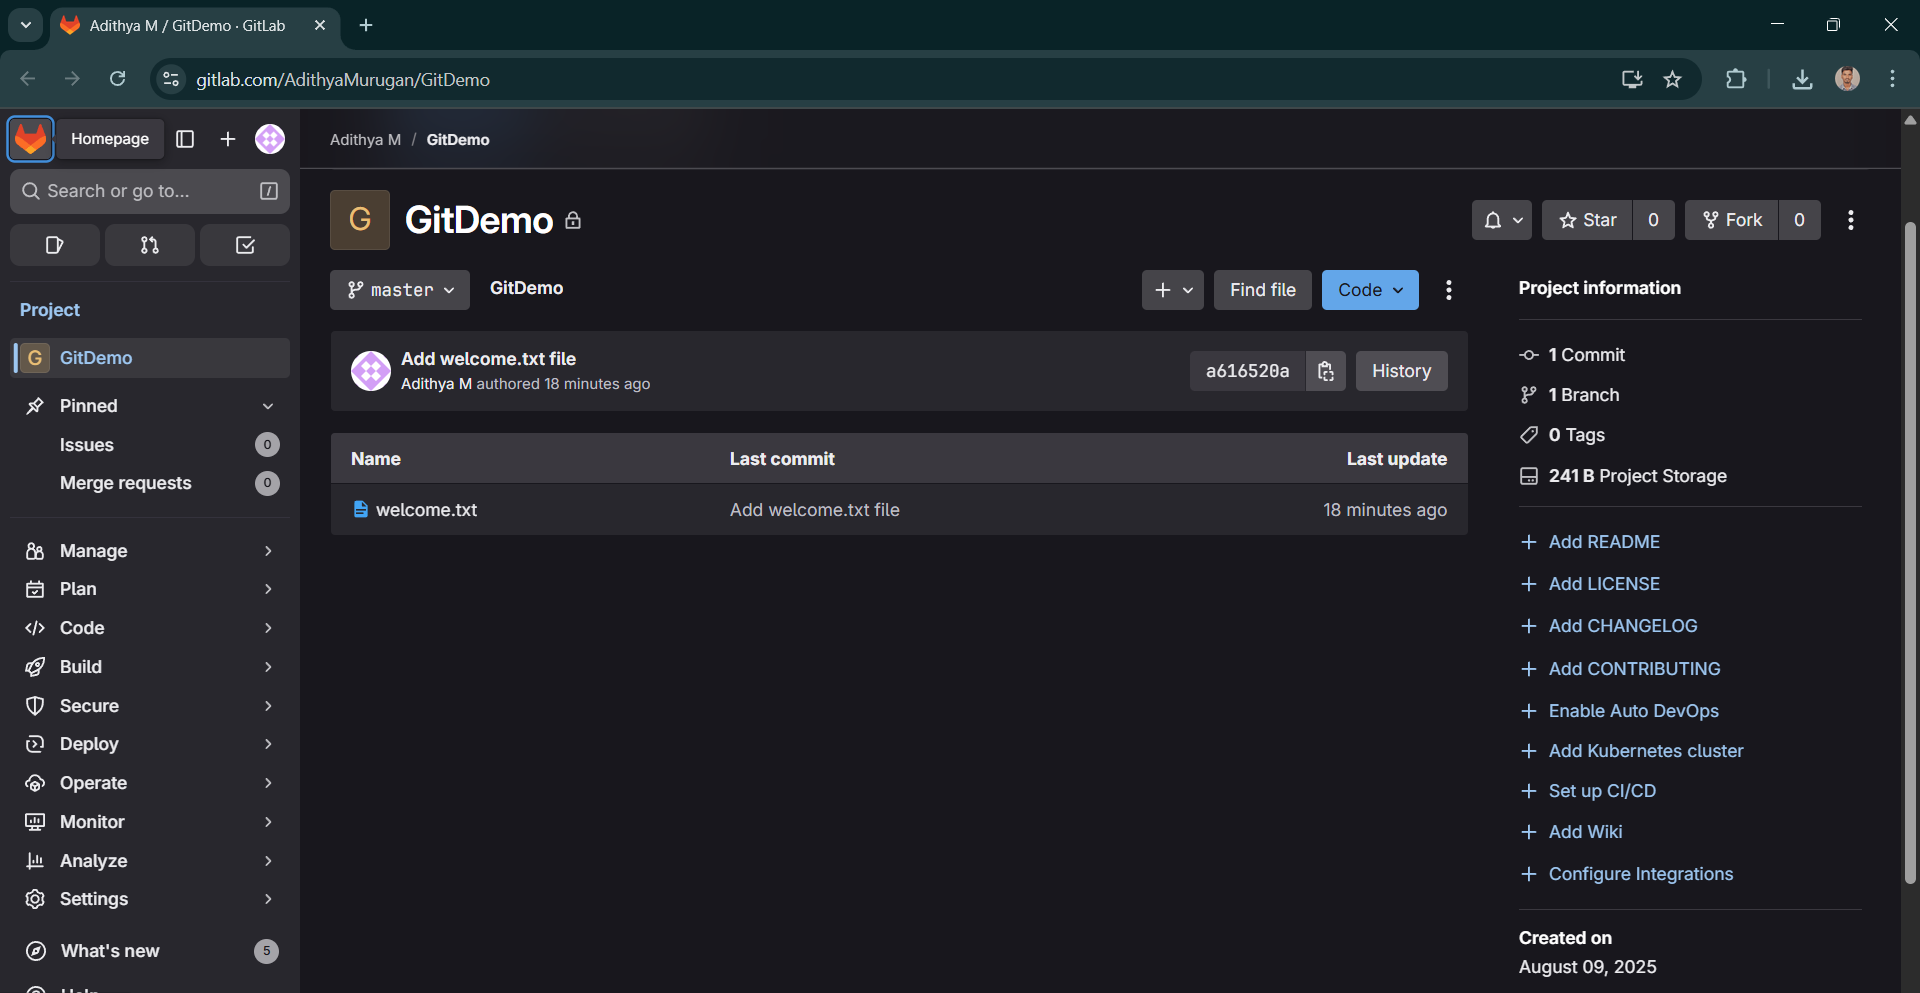 Adithya M / GitDemo · GitLab
gitlab.com/AdithyaMurugan/GitDemo
Homepage
Search or go to...
/
Project
G GitDemo
Pinned
Issues 0
Merge requests 0
Manage
Plan
Code
Build
Secure
Deploy
Operate
Monitor
Analyze
Settings
What's new 5
Adithya M / GitDemo
G GitDemo
Star 0
Fork 0
master
GitDemo
Find file
Code
Add welcome.txt file
Adithya M authored 18 minutes ago
a616520a
History
Name Last commit Last update
welcome.txt Add welcome.txt file 18 minutes ago
Project information
1 Commit
1 Branch
0 Tags
241 B Project Storage
Add README
Add LICENSE
Add CHANGELOG
Add CONTRIBUTING
Enable Auto DevOps
Add Kubernetes cluster
Set up CI/CD
Add Wiki
Configure Integrations
Created on
August 09, 2025